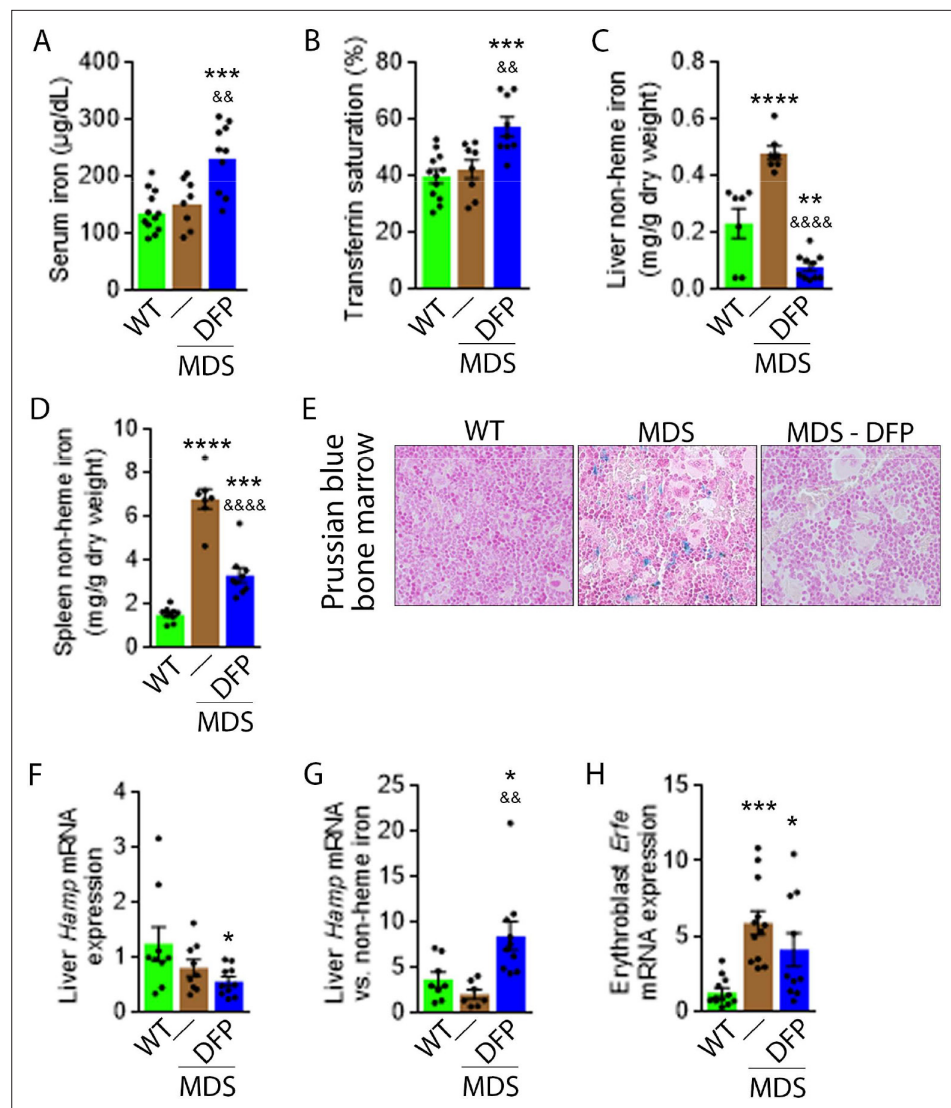 A
Serum iron (µg/dL)
400
300
200
100
0
***
&&
WT
—
DFP
MDS
B
Transferrin saturation (%)
80
60
40
20
0
***
&&
WT
—
DFP
MDS
C
Liver non-heme iron
(mg/g dry weight)
0.8
0.6
0.4
0.2
0.0
****
**
&&&&
WT
—
DFP
MDS
D
Spleen non-heme iron
(mg/g dry weight)
10
8
6
4
2
0
****
***
&&&&
WT
—
DFP
MDS
E
Prussian blue
bone marrow
WT
MDS
MDS - DFP
F
Liver Hamp mRNA
expression
4
3
2
1
0
*
WT
—
DFP
MDS
G
Liver Hamp mRNA
vs. non-heme iron
25
20
15
10
5
0
*
&&
WT
—
DFP
MDS
H
Erythroblast Erfe
mRNA expression
15
10
5
0
***
*
WT
—
DFP
MDS